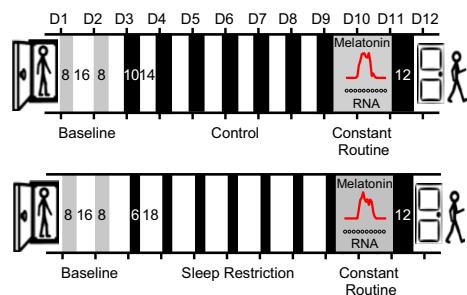 D1 D2 D3 D4 D5 D6 D7 D8 D9 D10 D11 D12
Melatonin
8 16 8 10 14 12
RNA
Baseline Control Constant
Routine
Melatonin
8 16 8 6 18 12
RNA
Baseline Sleep Restriction Constant
Routine